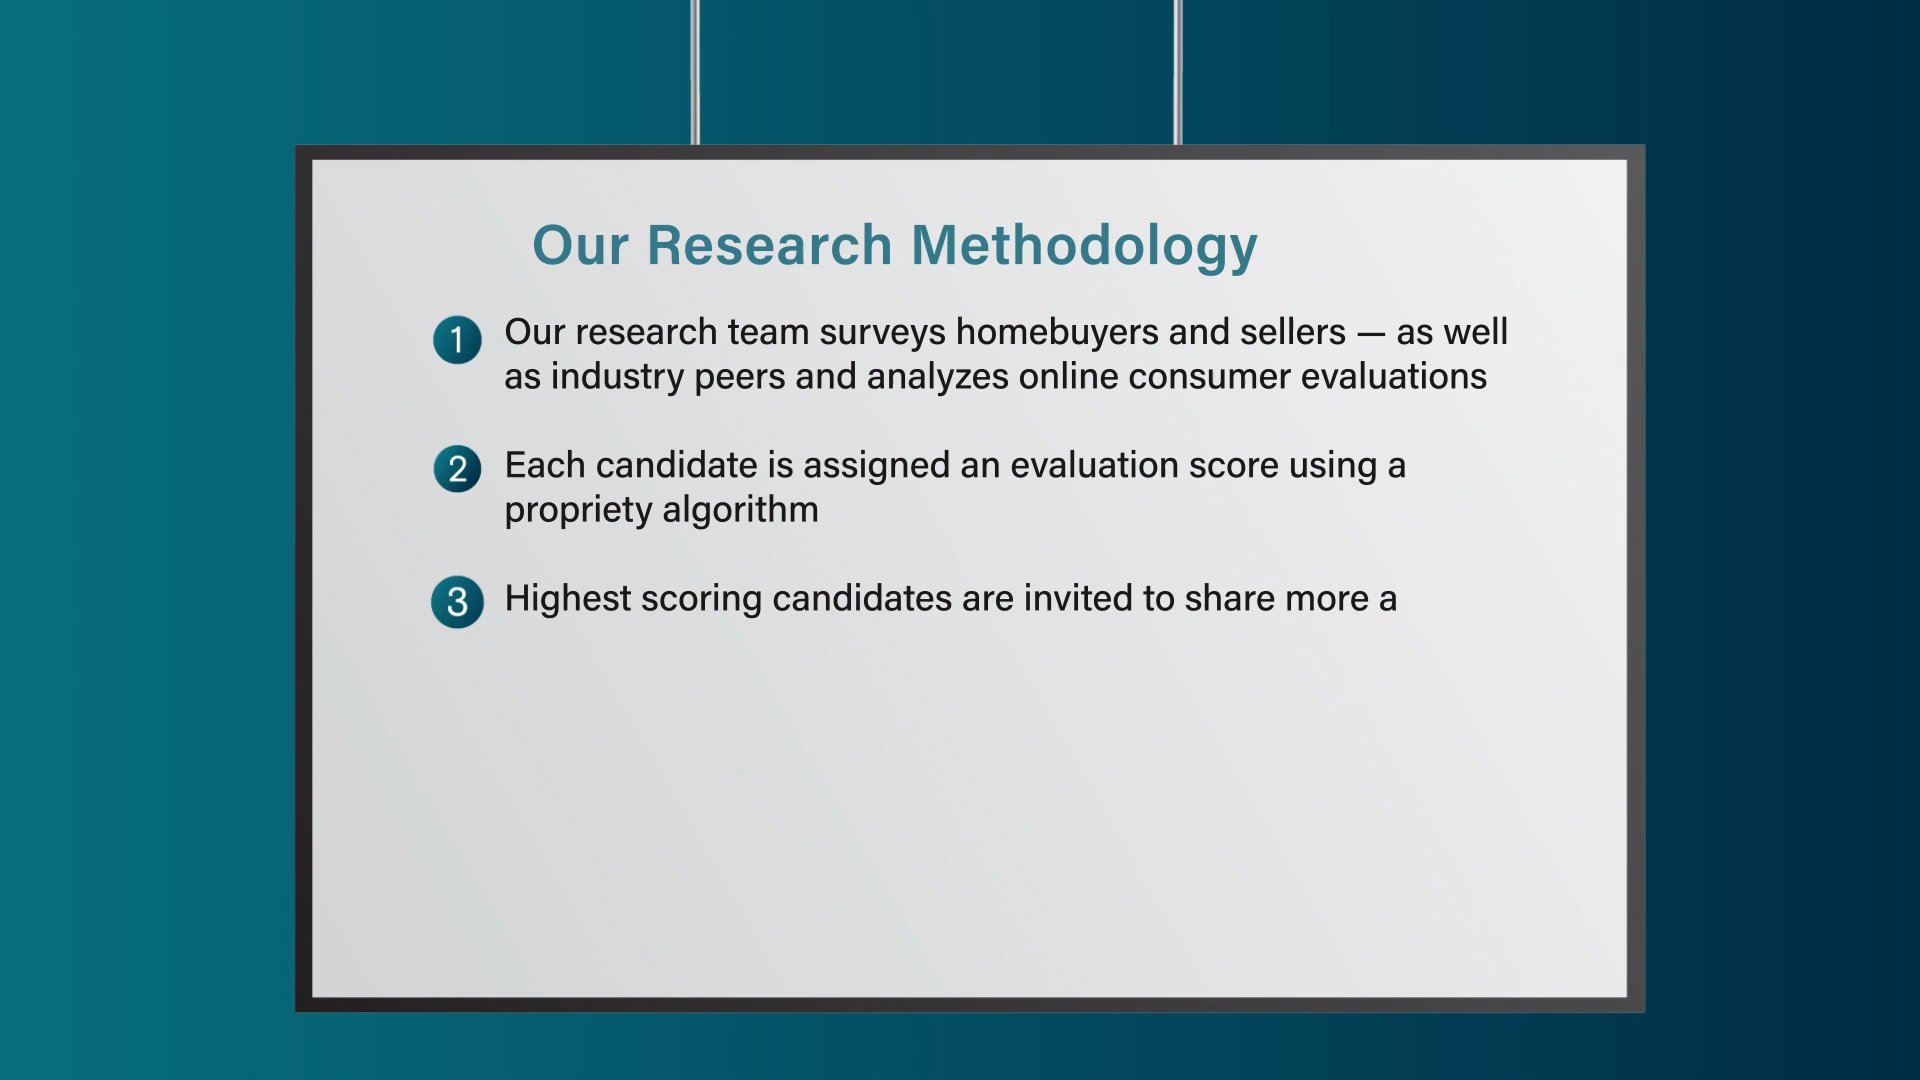 Our Research Methodology
1 Our research team surveys homebuyers and sellers — as well
as industry peers and analyzes online consumer evaluations
2 Each candidate is assigned an evaluation score using a
propriety algorithm
3 Highest scoring candidates are invited to share more a